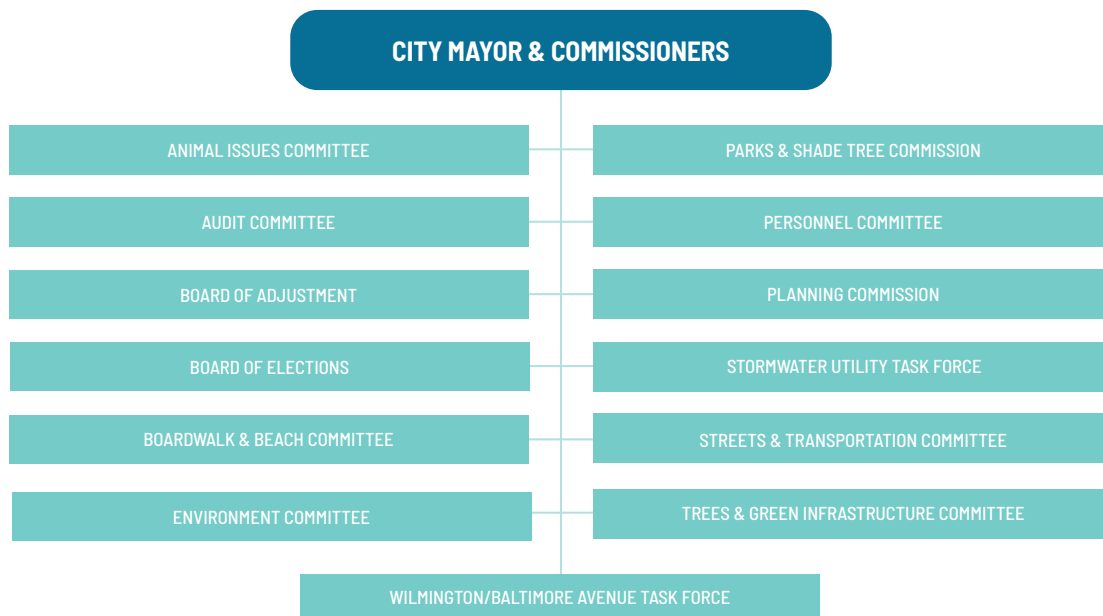 CITY MAYOR & COMMISSIONERS
ANIMAL ISSUES COMMITTEE
PARKS & SHADE TREE COMMISSION
AUDIT COMMITTEE
PERSONNEL COMMITTEE
BOARD OF ADJUSTMENT
PLANNING COMMISSION
BOARD OF ELECTIONS
STORMWATER UTILITY TASK FORCE
BOARDWALK & BEACH COMMITTEE
STREETS & TRANSPORTATION COMMITTEE
ENVIRONMENT COMMITTEE
TREES & GREEN INFRASTRUCTURE COMMITTEE
WILMINGTON/BALTIMORE AVENUE TASK FORCE